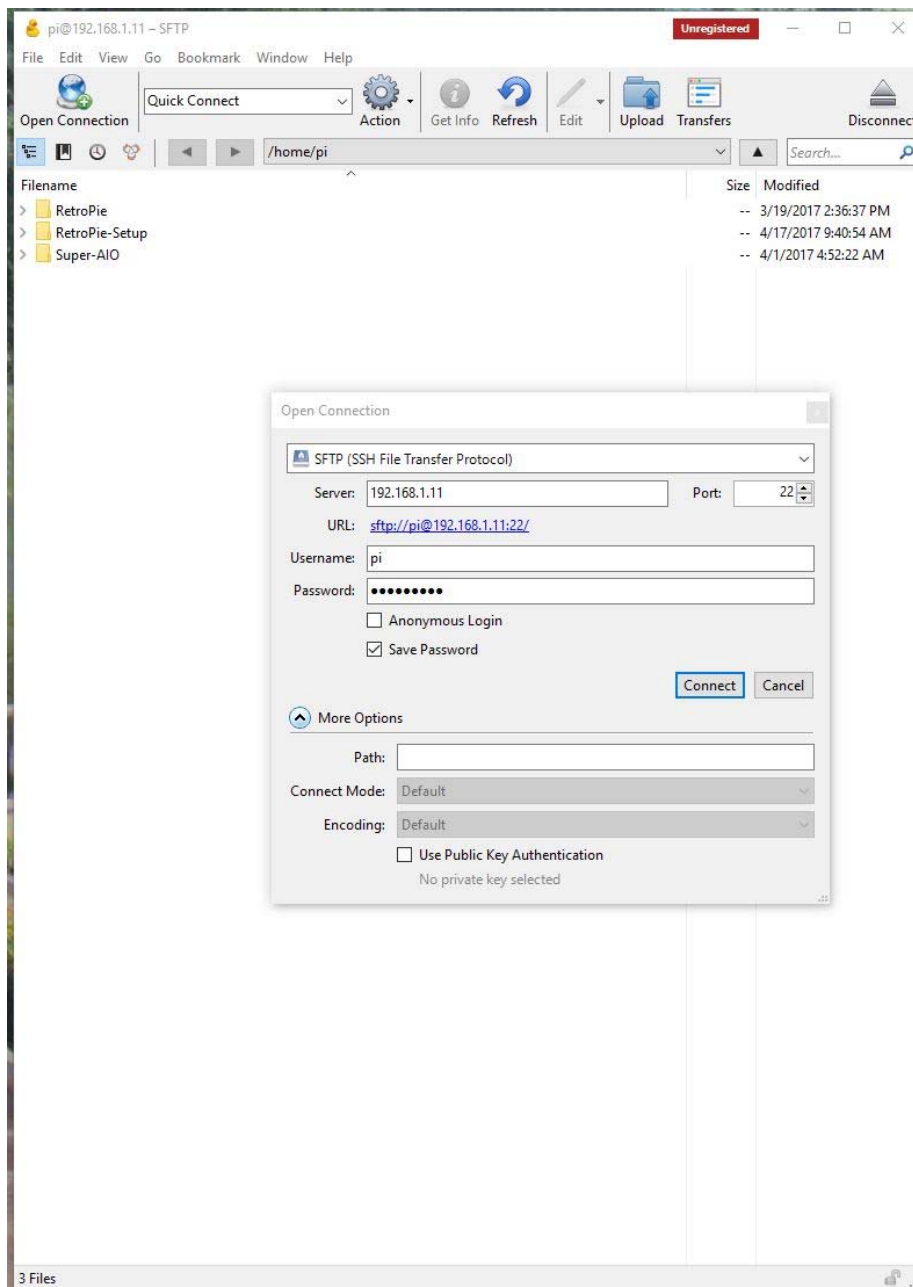 pi@192.168.1.11 – SFTP
Unregistered
File Edit View Go Bookmark Window Help
Open Connection
Quick Connect
Action
Get Info
Refresh
Edit
Upload
Transfers
Disconnect
/home/pi
Search...
Filename Size Modified
RetroPie -- 3/19/2017 2:36:37 PM
RetroPie-Setup -- 4/17/2017 9:40:54 AM
Super-AIO -- 4/1/2017 4:52:22 AM
Open Connection
SFTP (SSH File Transfer Protocol)
Server: 192.168.1.11 Port: 22
URL: sftp://pi@192.168.1.11:22/
Username: pi
Password: •••••••••
Anonymous Login
Save Password
Connect Cancel
More Options
Path:
Connect Mode: Default
Encoding: Default
Use Public Key Authentication
No private key selected
3 Files